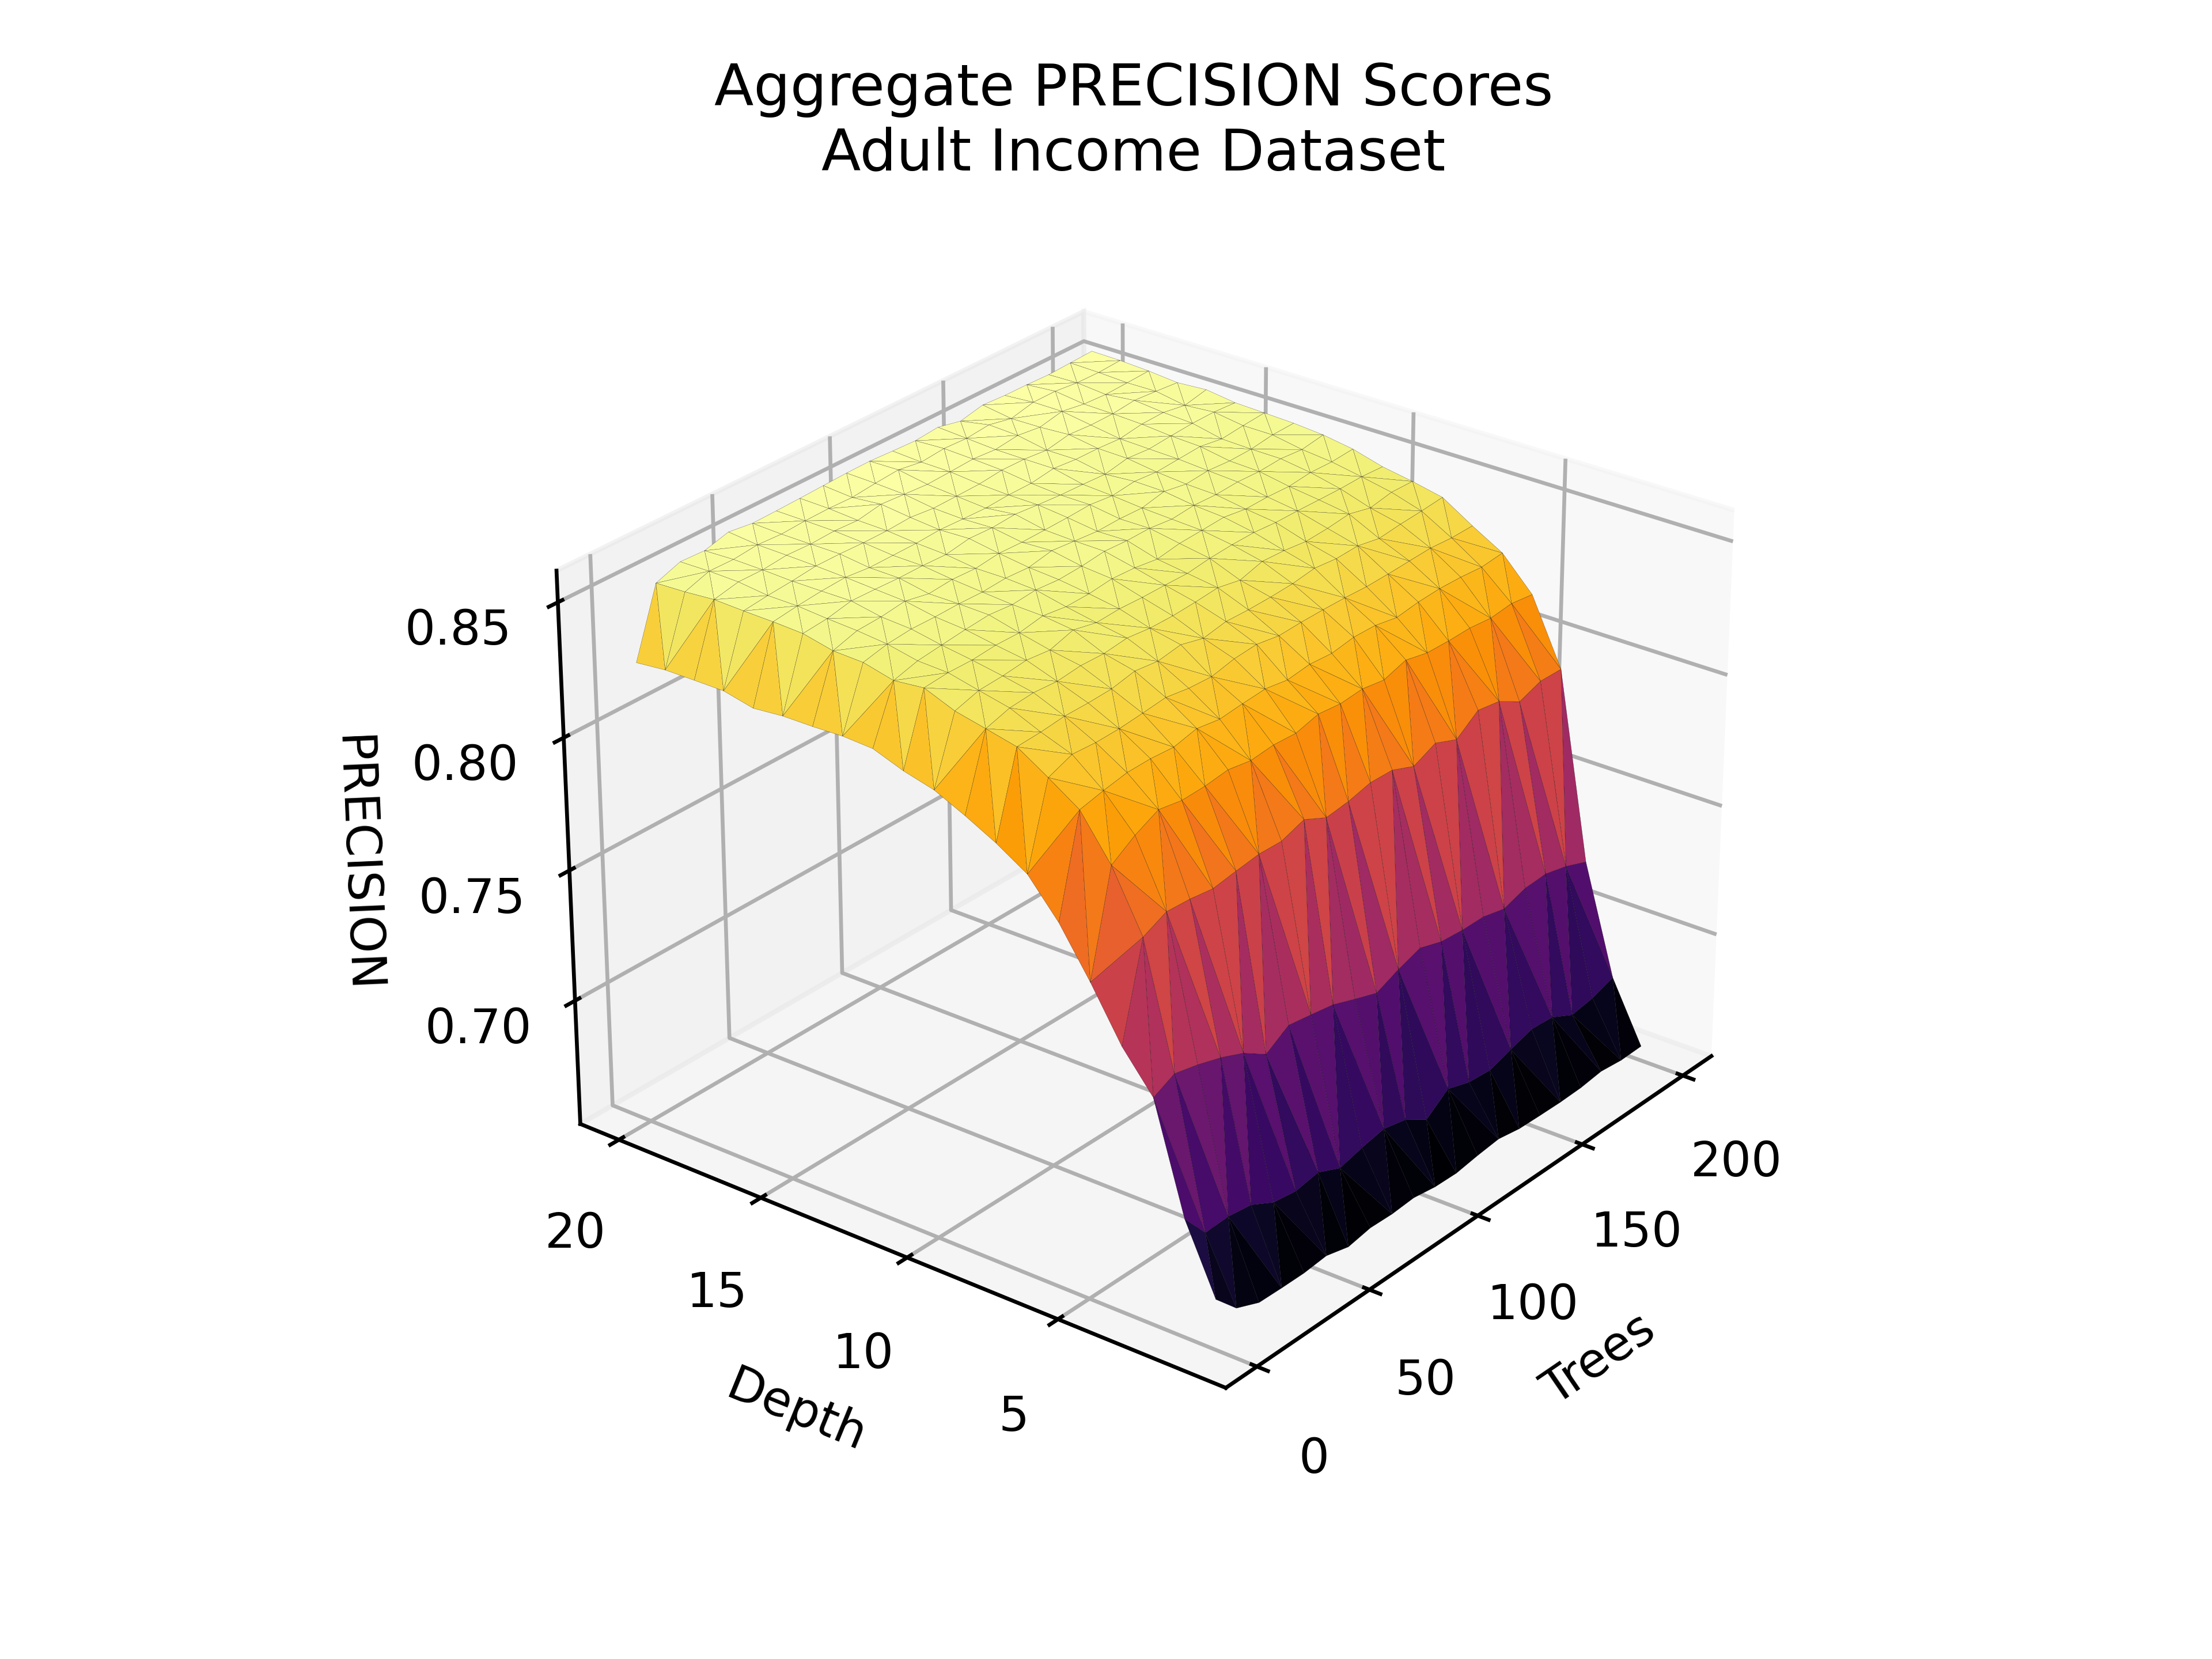 Aggregate PRECISION Scores
Adult Income Dataset
PRECISION
0.85
0.80
0.75
0.70
20
15
10
5
Depth
0
50
100
150
200
Trees